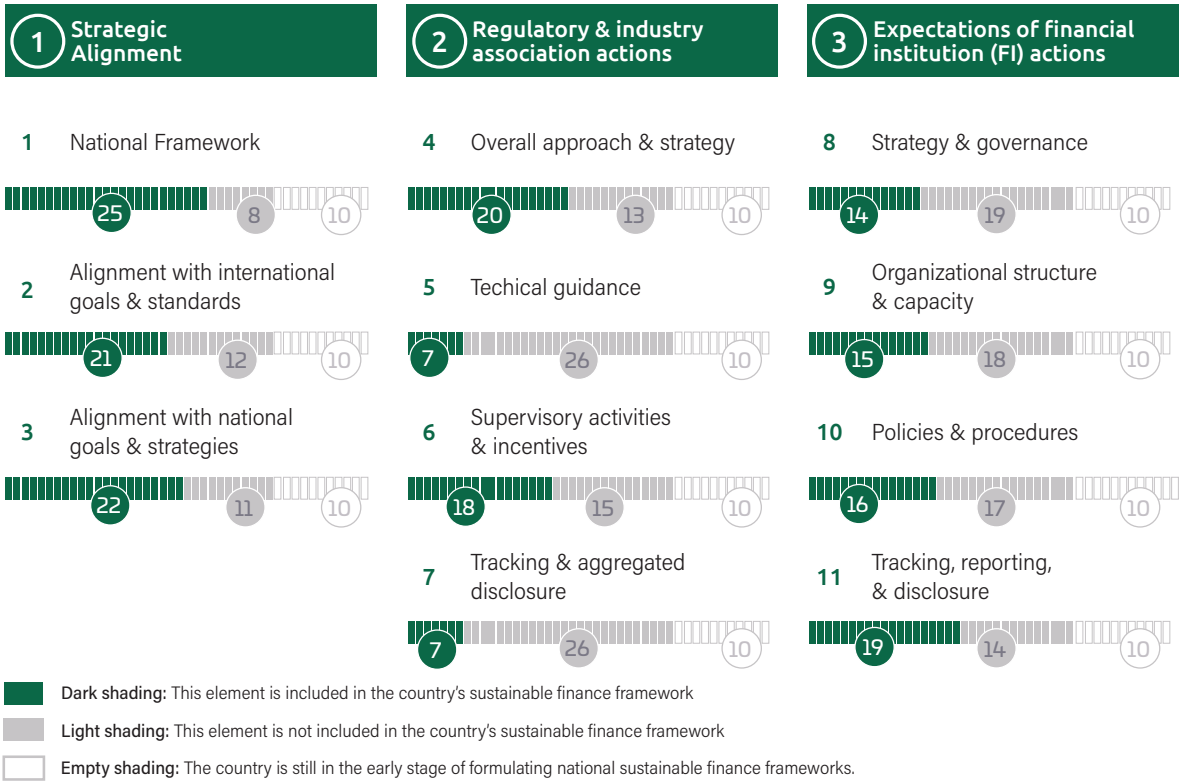 1 Strategic
Alignment
1 National Framework
25 8 10
2 Alignment with international
goals & standards
21 12 10
3 Alignment with national
goals & strategies
22 11 10
2 Regulatory & industry
association actions
4 Overall approach & strategy
20 13 10
5 Techical guidance
7 26 10
6 Supervisory activities
& incentives
18 15 10
7 Tracking & aggregated
disclosure
7 26 10
3 Expectations of financial
institution (FI) actions
8 Strategy & governance
14 19 10
9 Organizational structure
& capacity
15 18 10
10 Policies & procedures
16 17 10
11 Tracking, reporting,
& disclosure
19 14 10
Dark shading: This element is included in the country's sustainable finance framework
Light shading: This element is not included in the country's sustainable finance framework
Empty shading: The country is still in the early stage of formulating national sustainable finance frameworks.